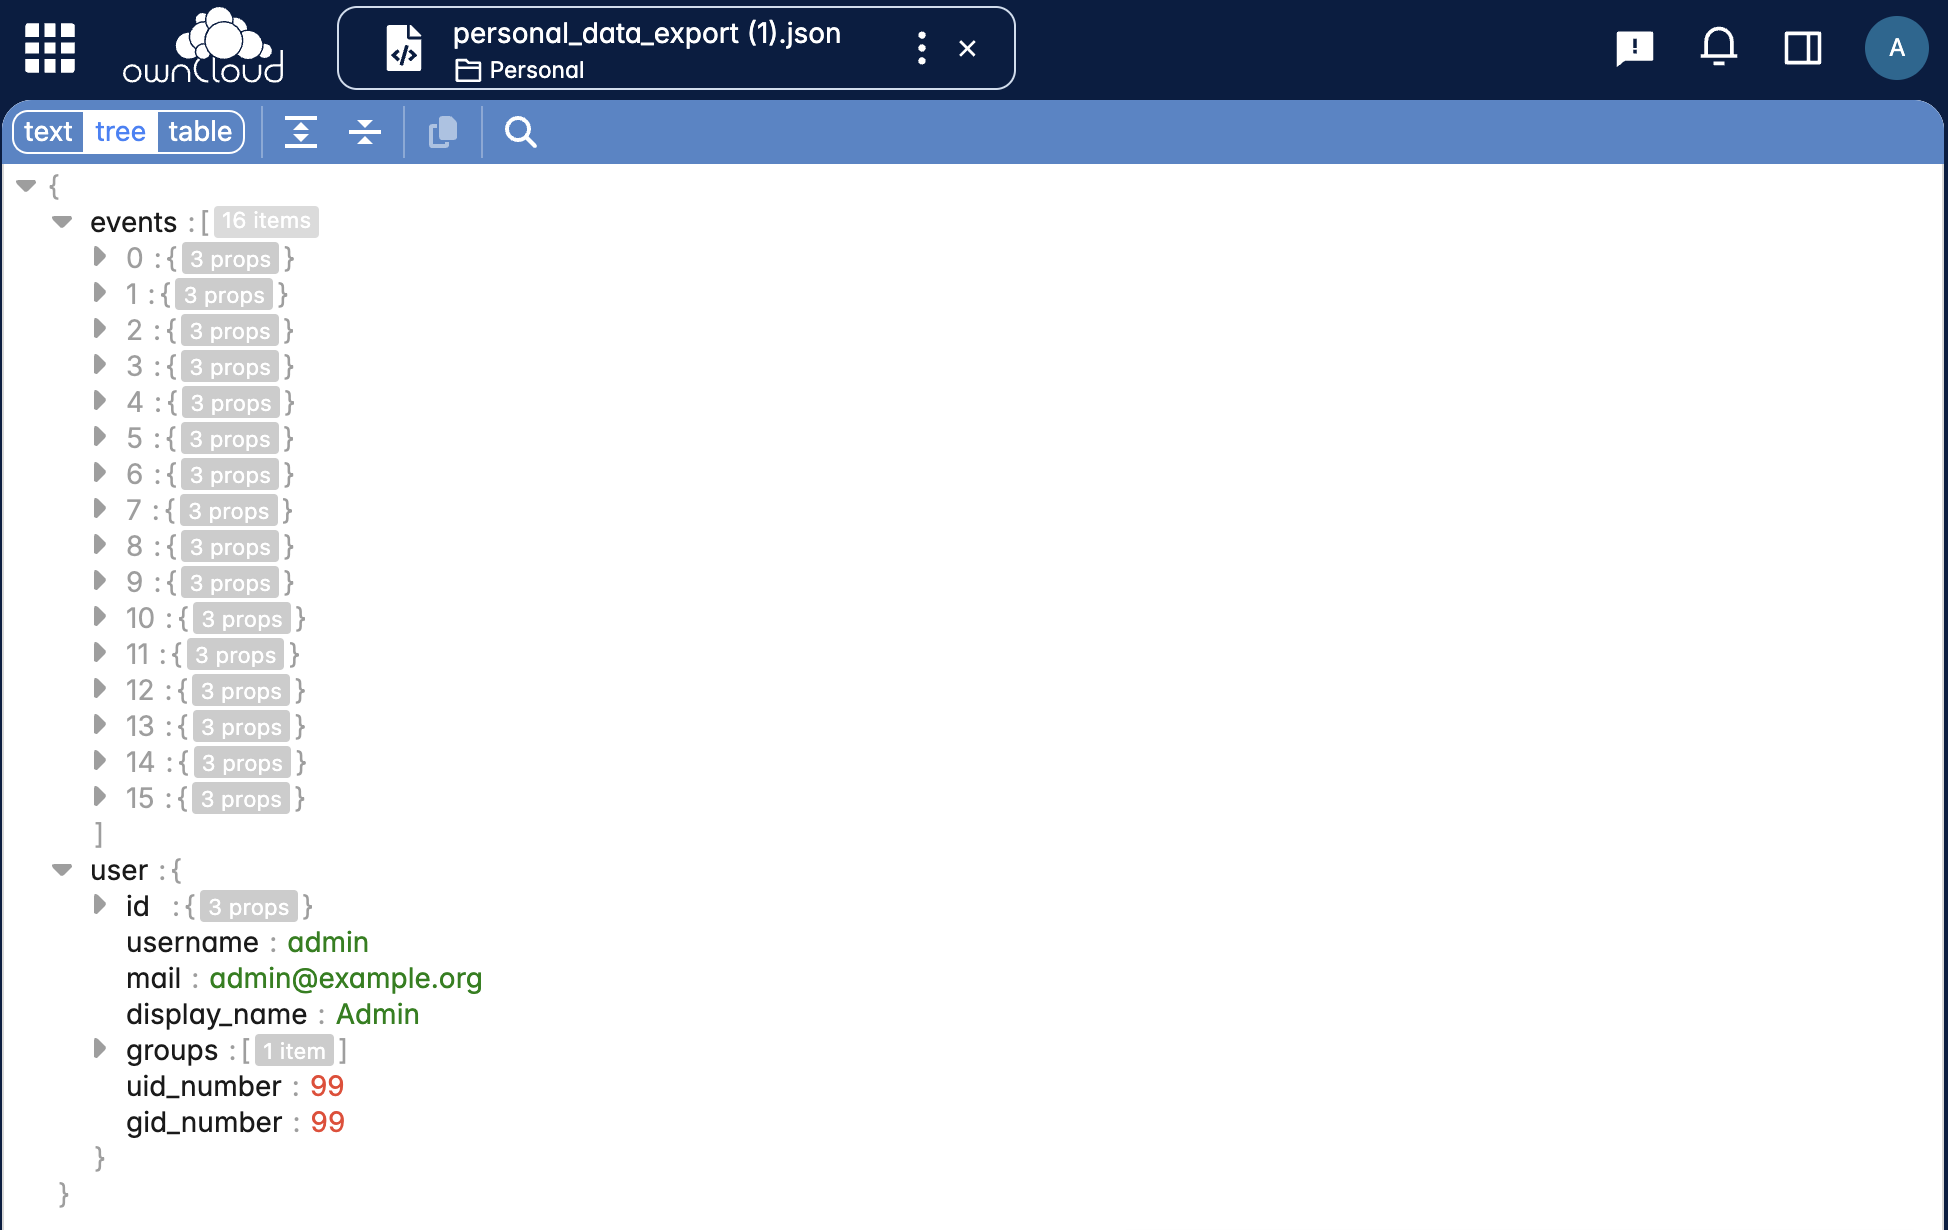 ownCloud
personal_data_export (1).json
Personal
A
text tree table
{
events : [ 16 items
0 : { 3 props }
1 : { 3 props }
2 : { 3 props }
3 : { 3 props }
4 : { 3 props }
5 : { 3 props }
6 : { 3 props }
7 : { 3 props }
8 : { 3 props }
9 : { 3 props }
10 : { 3 props }
11 : { 3 props }
12 : { 3 props }
13 : { 3 props }
14 : { 3 props }
15 : { 3 props }
]
user : {
id : { 3 props }
username : admin
mail : admin@example.org
display_name : Admin
groups : [ 1 item ]
uid_number : 99
gid_number : 99
}
}